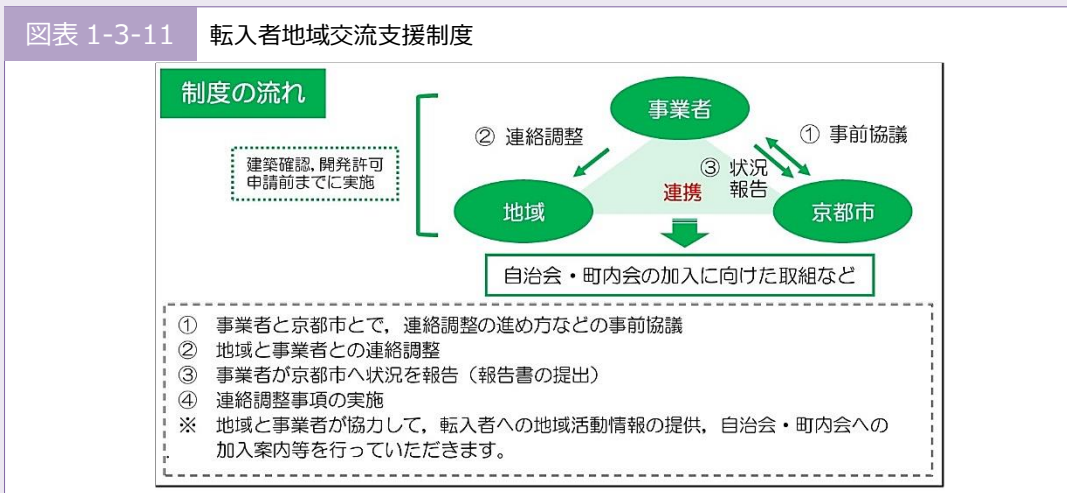 図表 1-3-11 転入者地域交流支援制度
制度の流れ
事業者
② 連絡調整
① 事前協議
建築確認,開発許可
申請前までに実施
③ 状況
報告
連携
地域
京都市
自治会・町内会の加入に向けた取組など
① 事業者と京都市とで,連絡調整の進め方などの事前協議
② 地域と事業者との連絡調整
③ 事業者が京都市へ状況を報告（報告書の提出）
④ 連絡調整事項の実施
※ 地域と事業者が協力して,転入者への地域活動情報の提供,自治会・町内会への
加入案内等を行っていただきます。